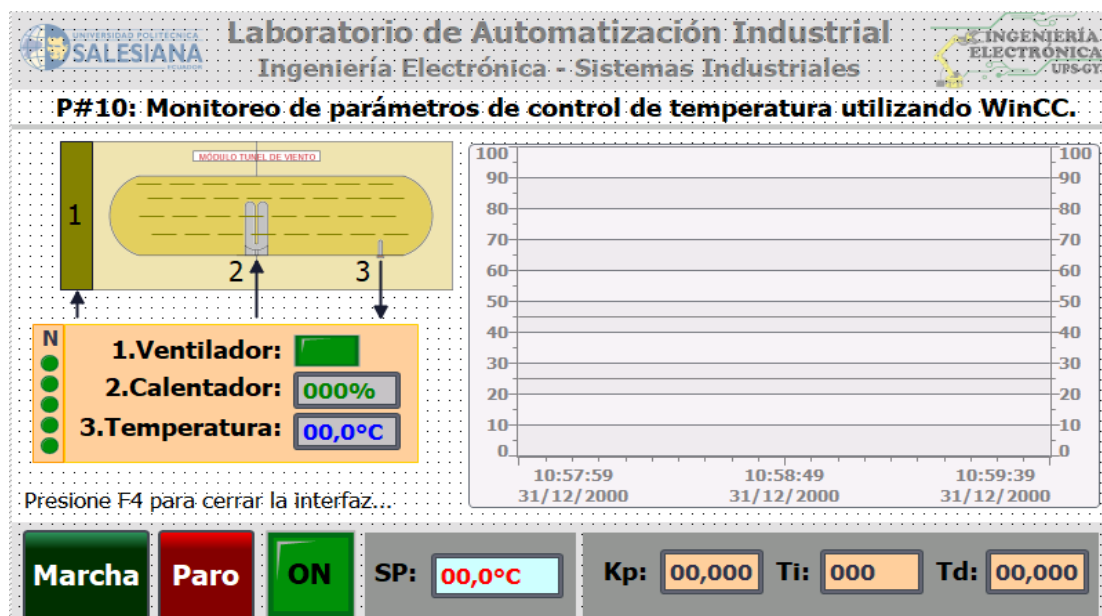 UNIVERSIDAD POLITÉCNICA
SALESIANA
ECUADOR
Laboratorio de Automatización Industrial
Ingeniería Electrónica - Sistemas Industriales
INGENIERÍA
ELECTRÓNICA
UPS-GY
P#10: Monitoreo de parámetros de control de temperatura utilizando WinCC.
MÓDULO TUNEL DE VIENTO
1
2
3
N
1.Ventilador:
2.Calentador: 000%
3.Temperatura: 00,0°C
Presione F4 para cerrar la interfaz...
100 100
90 90
80 80
70 70
60 60
50 50
40 40
30 30
20 20
10 10
0 0
10:57:59 10:58:49 10:59:39
31/12/2000 31/12/2000 31/12/2000
Marcha Paro ON SP: 00,0°C Kp: 00,000 Ti: 000 Td: 00,000